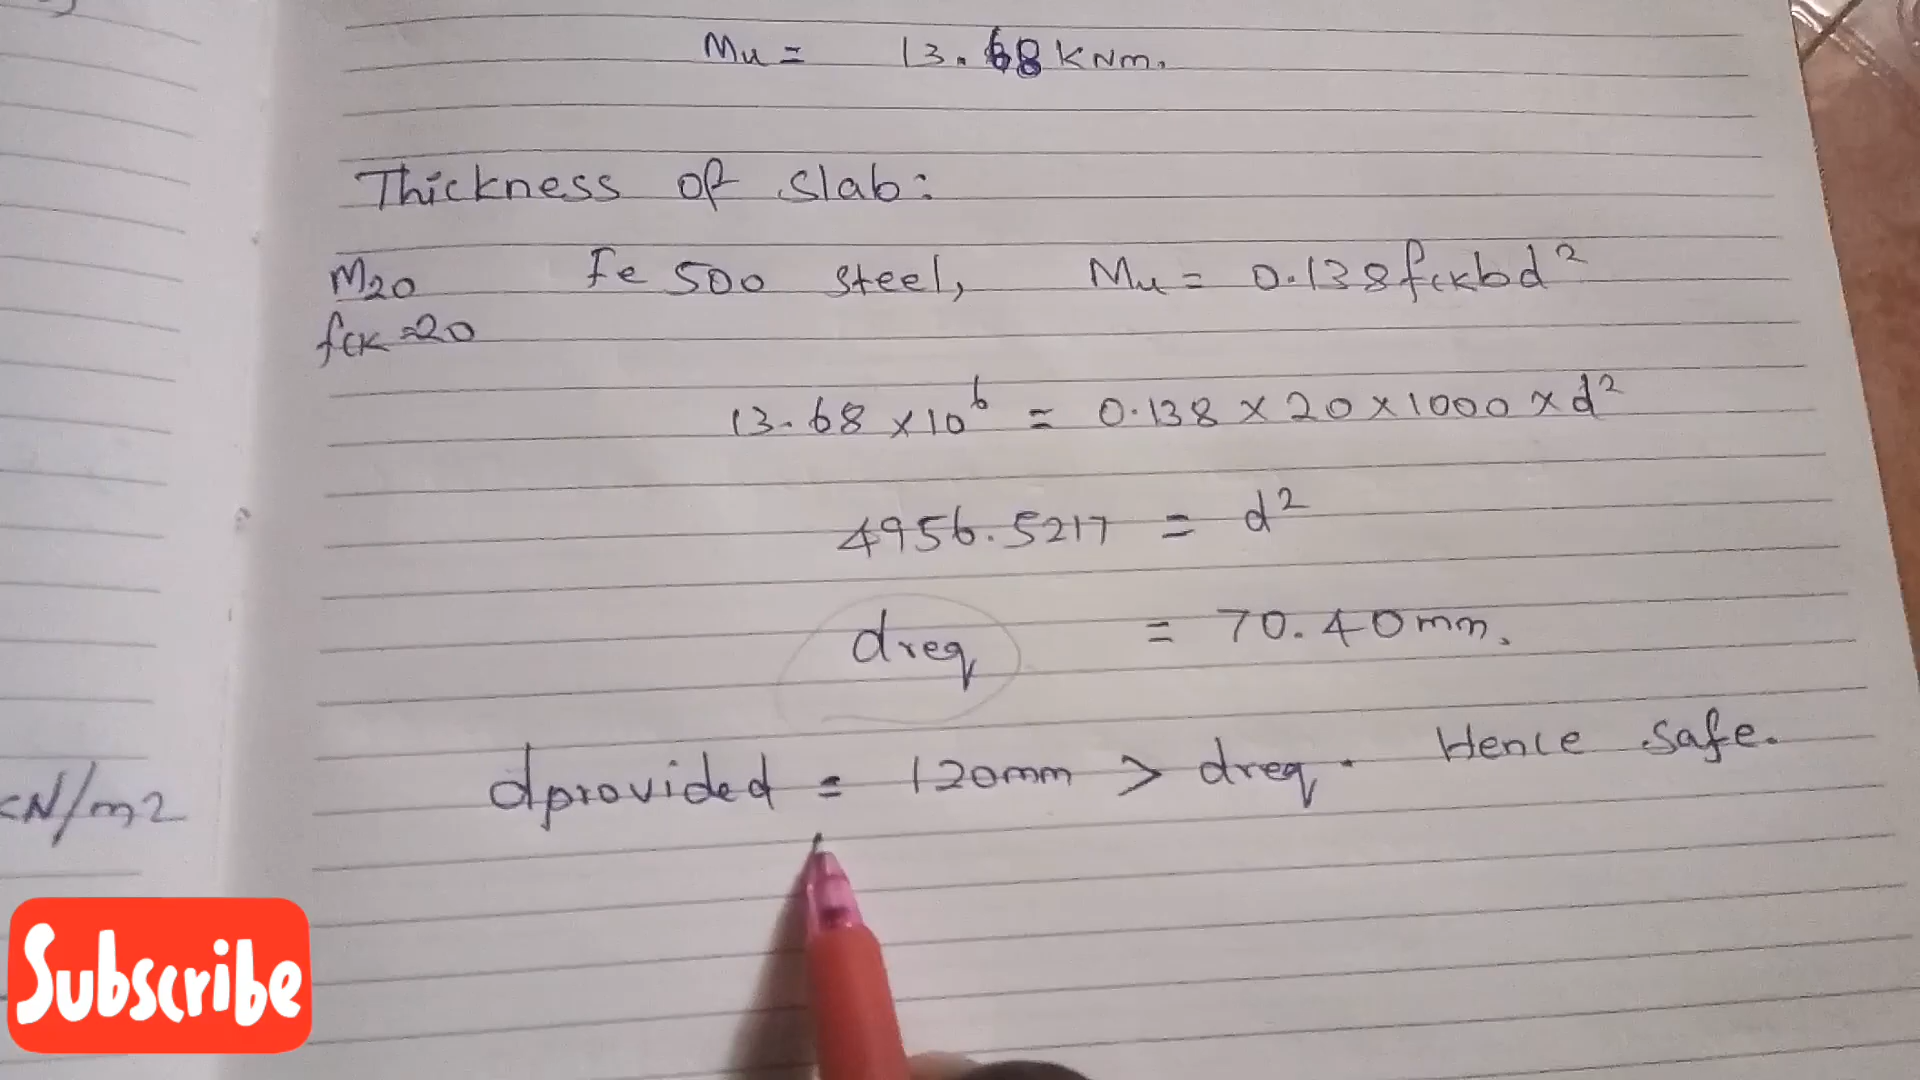 Mu = 13.68 KNm.
Thickness of slab:
M20 Fe 500 steel, Mu = 0.138fckbd²
fck=20
13.68 x10⁶ = 0.138 x 20 x 1000 x d²
4956.5217 = d²
dreq = 70.40mm.
dprovided = 120mm > dreq. Hence safe.
KN/m2
Subscribe